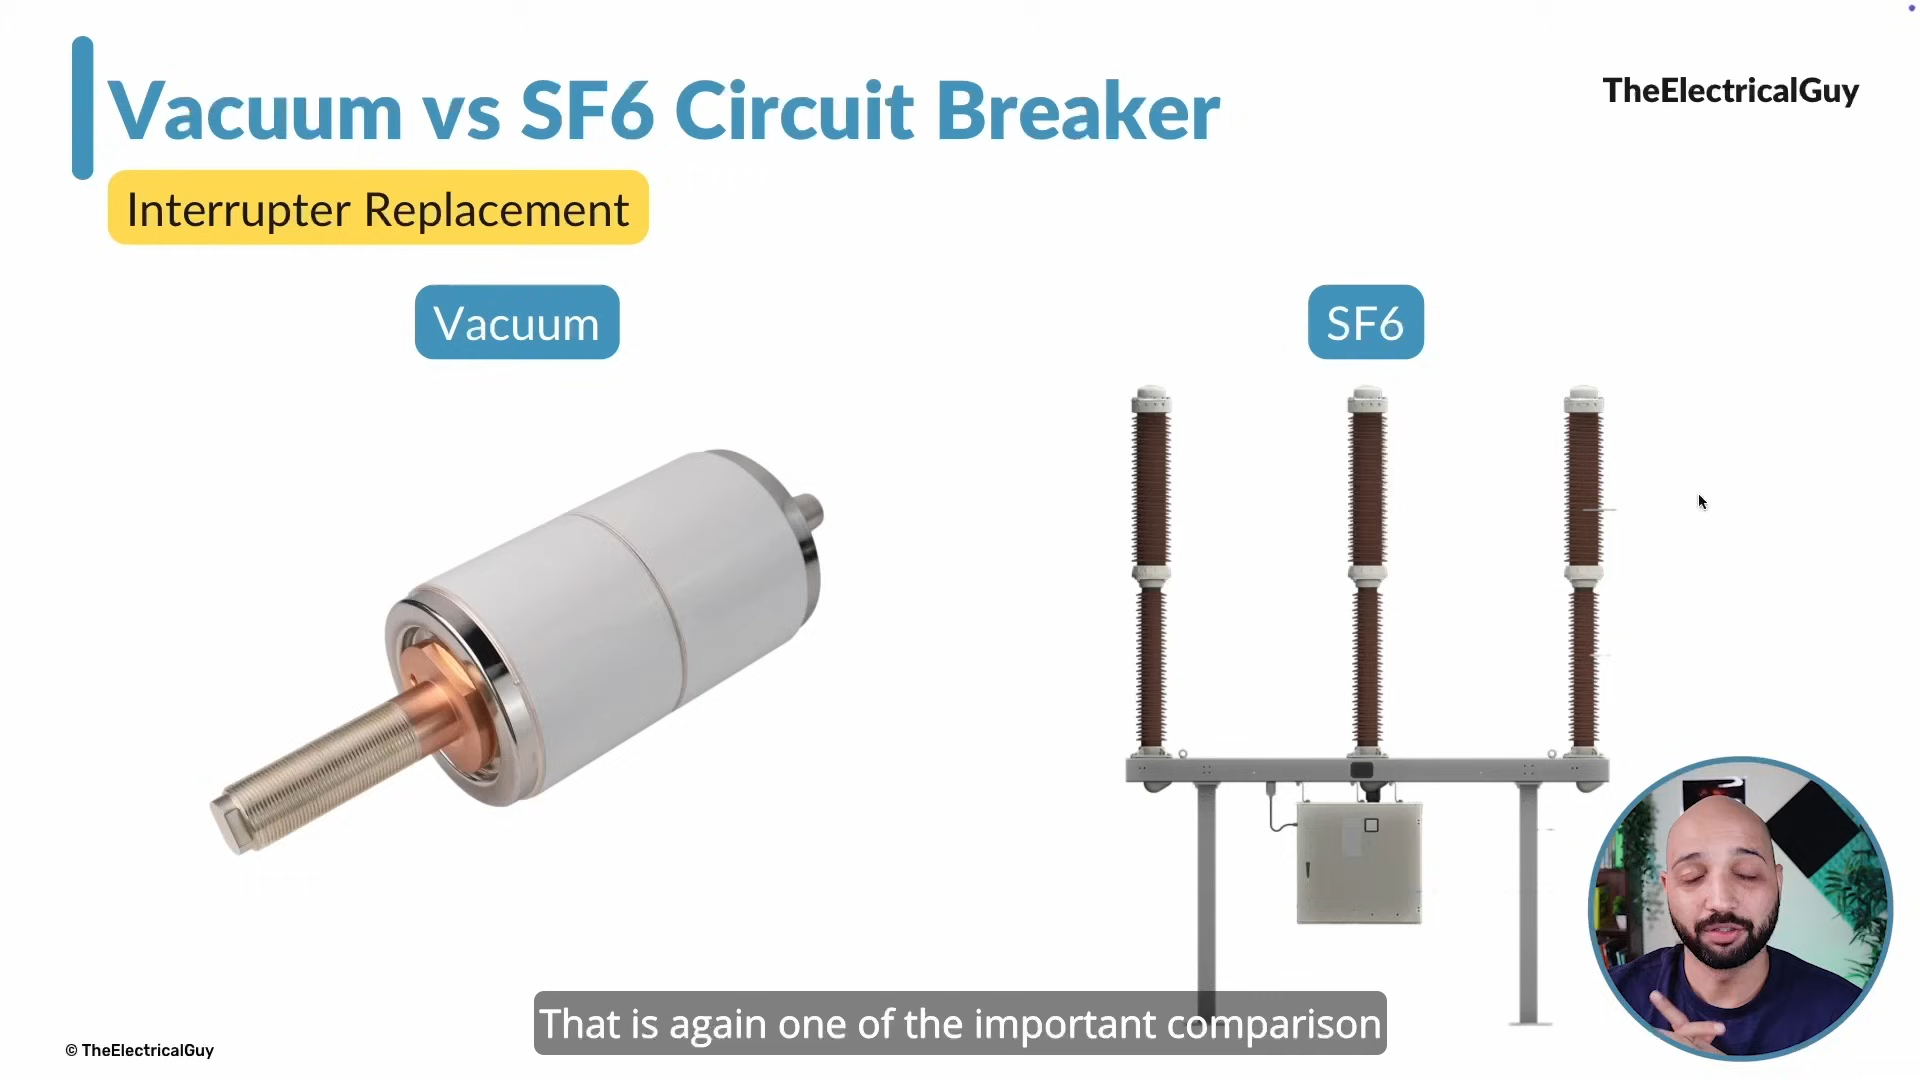 Vacuum vs SF6 Circuit Breaker
TheElectricalGuy
Interrupter Replacement
Vacuum
SF6
That is again one of the important comparison
© TheElectricalGuy